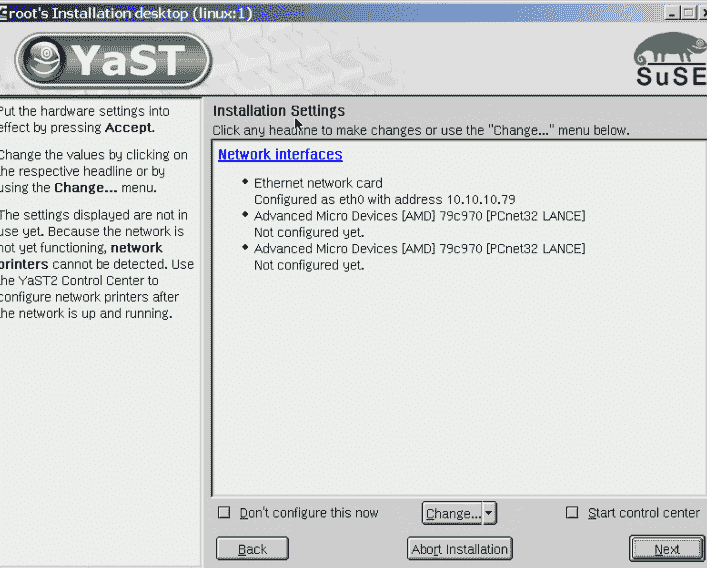 root's Installation desktop (linux:1)
YaST
SuSE
Put the hardware settings into
effect by pressing Accept.
Change the values by clicking on
the respective headline or by
using the Change... menu.
The settings displayed are not in
use yet. Because the network is
not yet functioning, network
printers cannot be detected. Use
the YaST2 Control Center to
configure network printers after
the network is up and running.
Installation Settings
Click any headline to make changes or use the "Change..." menu below.
Network interfaces
Ethernet network card
Configured as eth0 with address 10.10.10.79
Advanced Micro Devices [AMD] 79c970 [PCnet32 LANCE]
Not configured yet.
Advanced Micro Devices [AMD] 79c970 [PCnet32 LANCE]
Not configured yet.
Don't configure this now
Change...
Start control center
Back
Abort Installation
Next